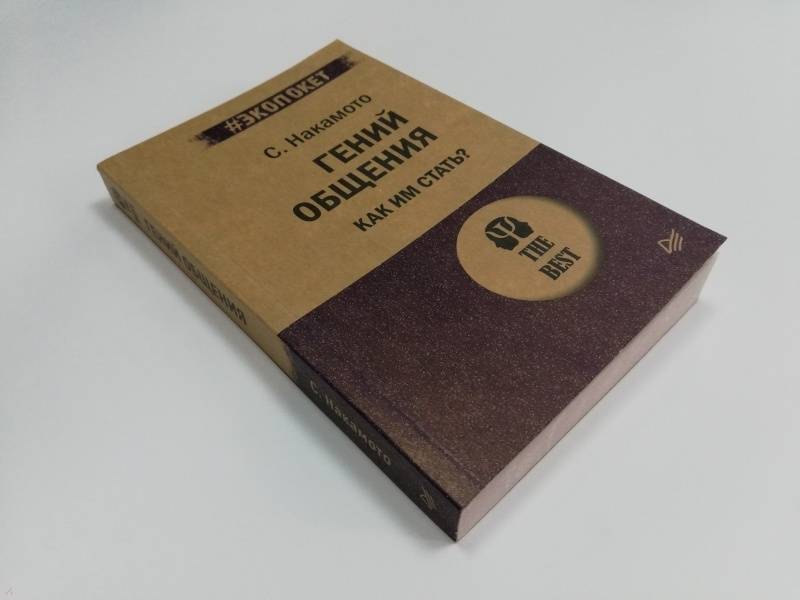 #ЭКОПОКЕТ
С. Накамото
ГЕНИЙ
ОБЩЕНИЯ
КАК ИМ СТАТЬ?
THE
BEST
ГЕНИЙ ОБЩЕНИЯ
С. Накамото